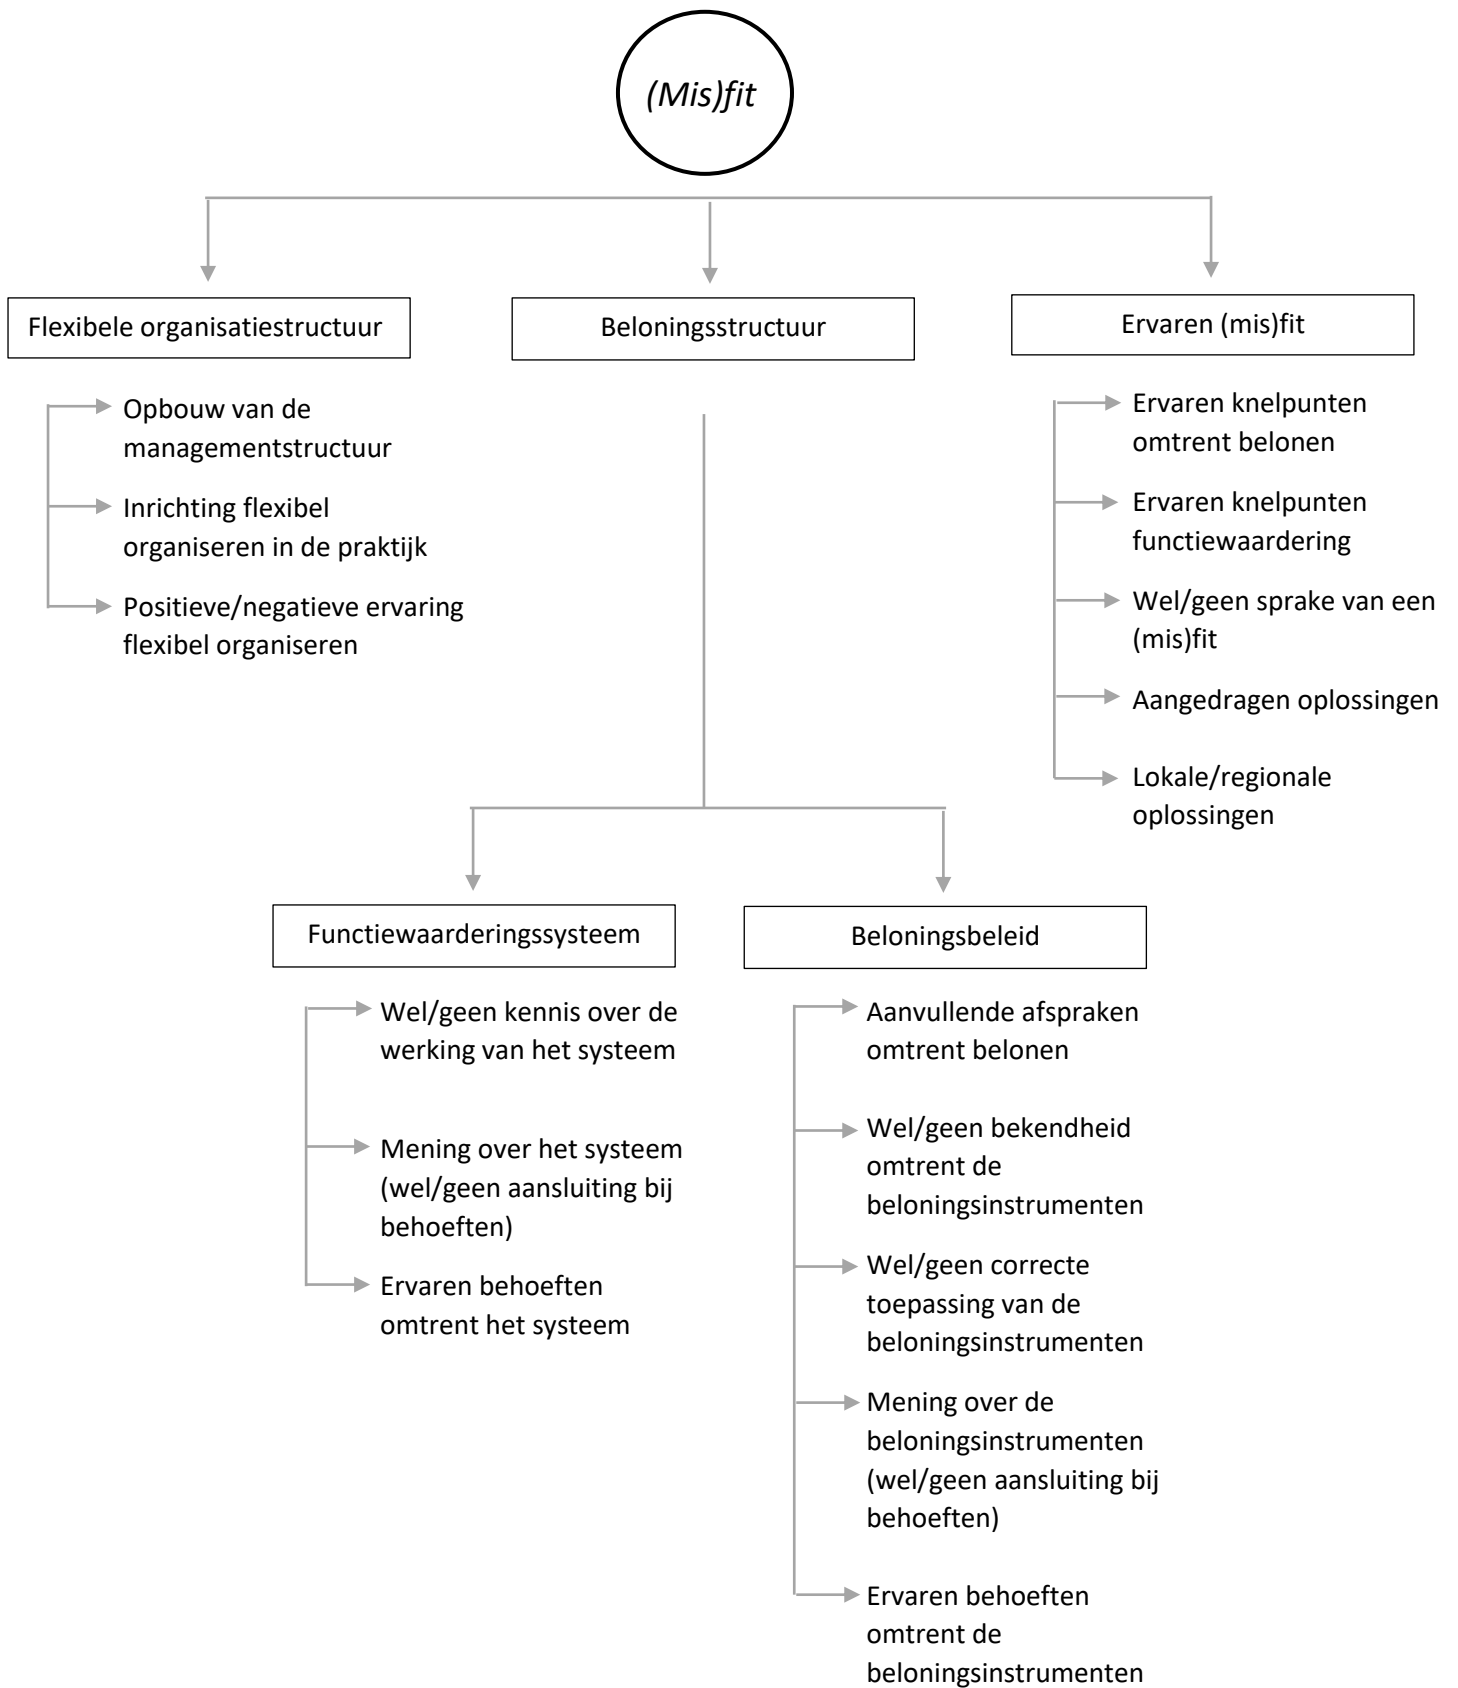 (Mis)fit
Flexibele organisatiestructuur
Beloningsstructuur
Ervaren (mis)fit
Opbouw van de
managementstructuur
Inrichting flexibel
organiseren in de praktijk
Positieve/negatieve ervaring
flexibel organiseren
Ervaren knelpunten
omtrent belonen
Ervaren knelpunten
functiewaardering
Wel/geen sprake van een
(mis)fit
Aangedragen oplossingen
Lokale/regionale
oplossingen
Functiewaarderingssysteem
Beloningsbeleid
Wel/geen kennis over de
werking van het systeem
Mening over het systeem
(wel/geen aansluiting bij
behoeften)
Ervaren behoeften
omtrent het systeem
Aanvullende afspraken
omtrent belonen
Wel/geen bekendheid
omtrent de
beloningsinstrumenten
Wel/geen correcte
toepassing van de
beloningsinstrumenten
Mening over de
beloningsinstrumenten
(wel/geen aansluiting bij
behoeften)
Ervaren behoeften
omtrent de
beloningsinstrumenten